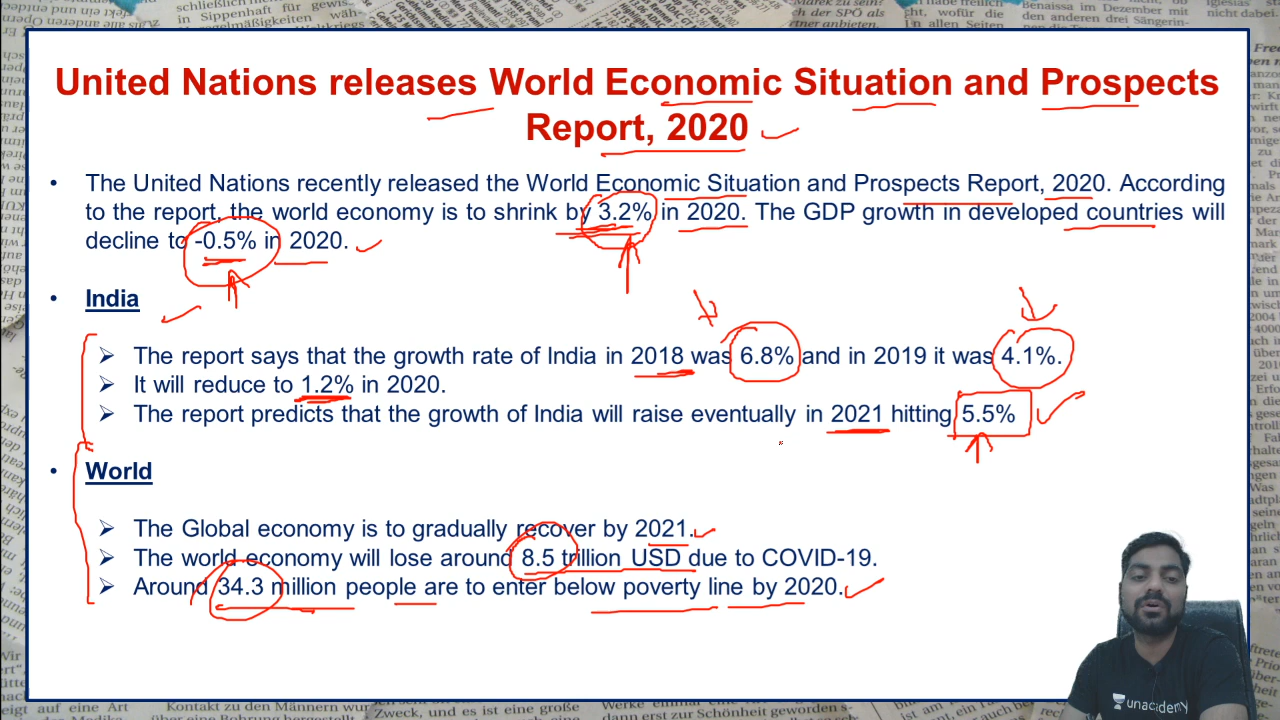 United Nations releases World Economic Situation and Prospects
Report, 2020
• The United Nations recently released the World Economic Situation and Prospects Report, 2020. According
to the report, the world economy is to shrink by 3.2% in 2020. The GDP growth in developed countries will
decline to -0.5% in 2020.
• India
➢ The report says that the growth rate of India in 2018 was 6.8% and in 2019 it was 4.1%.
➢ It will reduce to 1.2% in 2020.
➢ The report predicts that the growth of India will raise eventually in 2021 hitting 5.5%
• World
➢ The Global economy is to gradually recover by 2021.
➢ The world economy will lose around 8.5 trillion USD due to COVID-19.
➢ Around 34.3 million people are to enter below poverty line by 2020.
unacademy